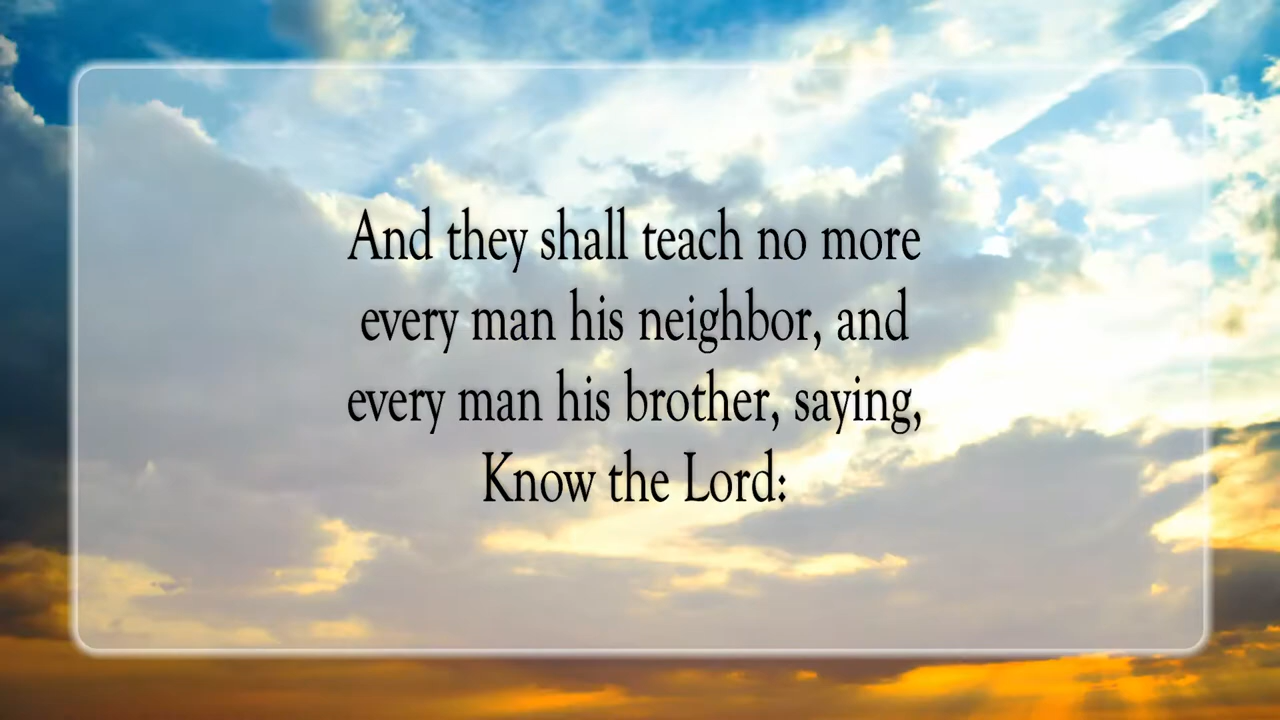 And they shall teach no more
every man his neighbor, and
every man his brother, saying,
Know the Lord: